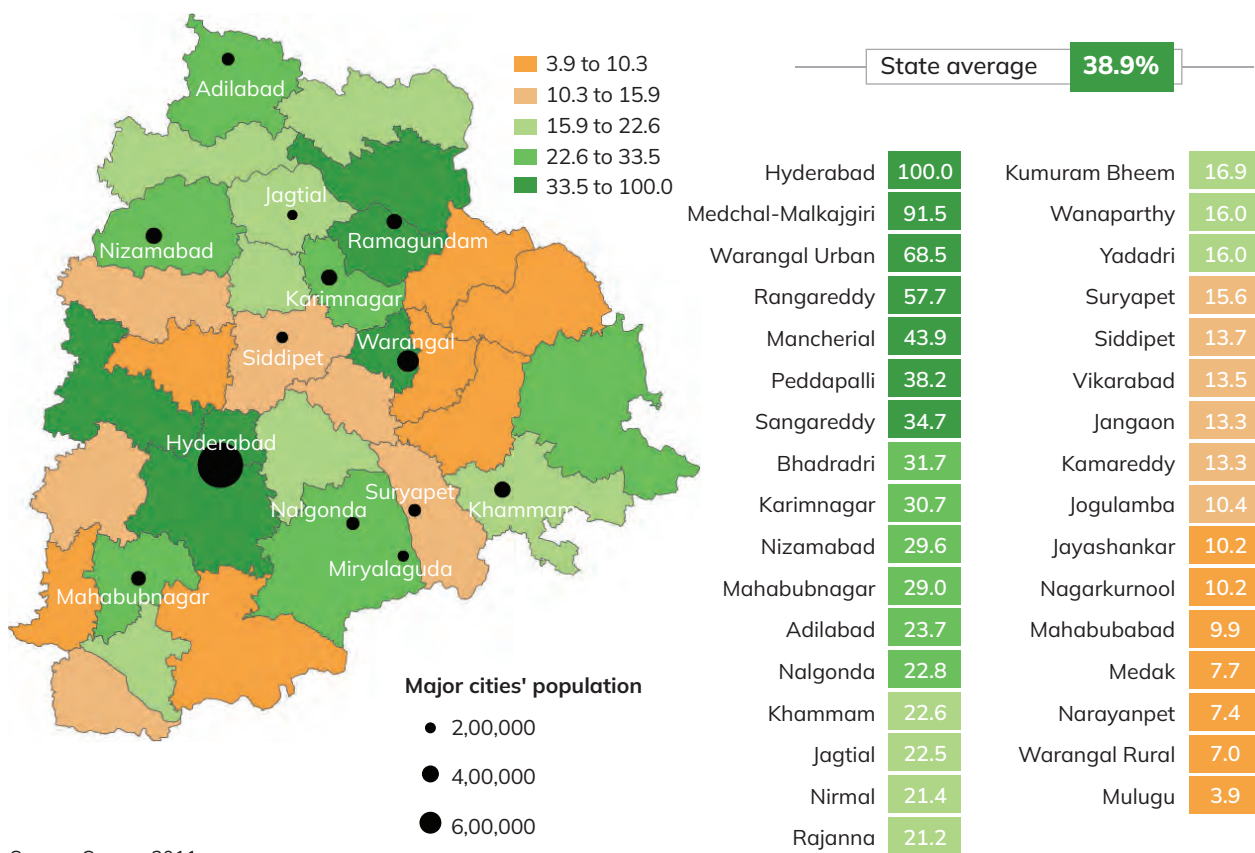 3.9 to 10.3
10.3 to 15.9
15.9 to 22.6
22.6 to 33.5
33.5 to 100.0
State average 38.9%
Adilabad
Jagtial
Nizamabad
Ramagundam
Karimnagar
Siddipet
Warangal
Hyderabad
Nalgonda
Suryapet
Khammam
Miryalaguda
Mahabubnagar
Major cities' population
2,00,000
4,00,000
6,00,000
Hyderabad 100.0
Medchal-Malkajgiri 91.5
Warangal Urban 68.5
Rangareddy 57.7
Mancherial 43.9
Peddapalli 38.2
Sangareddy 34.7
Bhadradri 31.7
Karimnagar 30.7
Nizamabad 29.6
Mahabubnagar 29.0
Adilabad 23.7
Nalgonda 22.8
Khammam 22.6
Jagtial 22.5
Nirmal 21.4
Rajanna 21.2
Kumuram Bheem 16.9
Wanaparthy 16.0
Yadadri 16.0
Suryapet 15.6
Siddipet 13.7
Vikarabad 13.5
Jangaon 13.3
Kamareddy 13.3
Jogulamba 10.4
Jayashankar 10.2
Nagarkurnool 10.2
Mahabubabad 9.9
Medak 7.7
Narayanpet 7.4
Warangal Rural 7.0
Mulugu 3.9